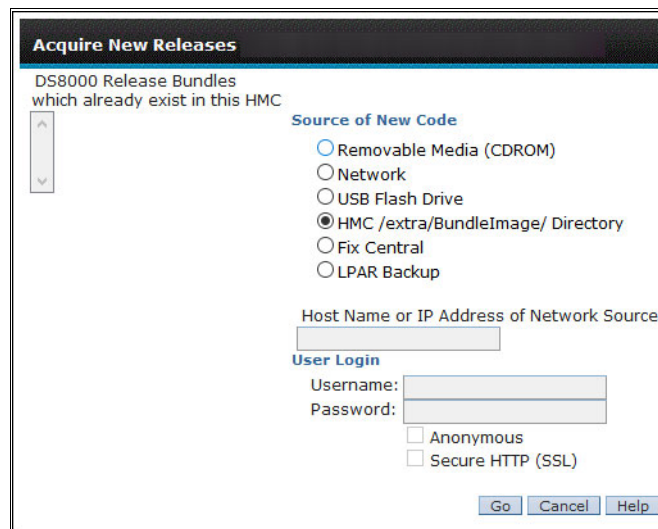 Acquire New Releases
DS8000 Release Bundles
which already exist in this HMC
Source of New Code
Removable Media (CDROM)
Network
USB Flash Drive
HMC /extra/BundleImage/ Directory
Fix Central
LPAR Backup
Host Name or IP Address of Network Source
User Login
Username:
Password:
Anonymous
Secure HTTP (SSL)
Go Cancel Help